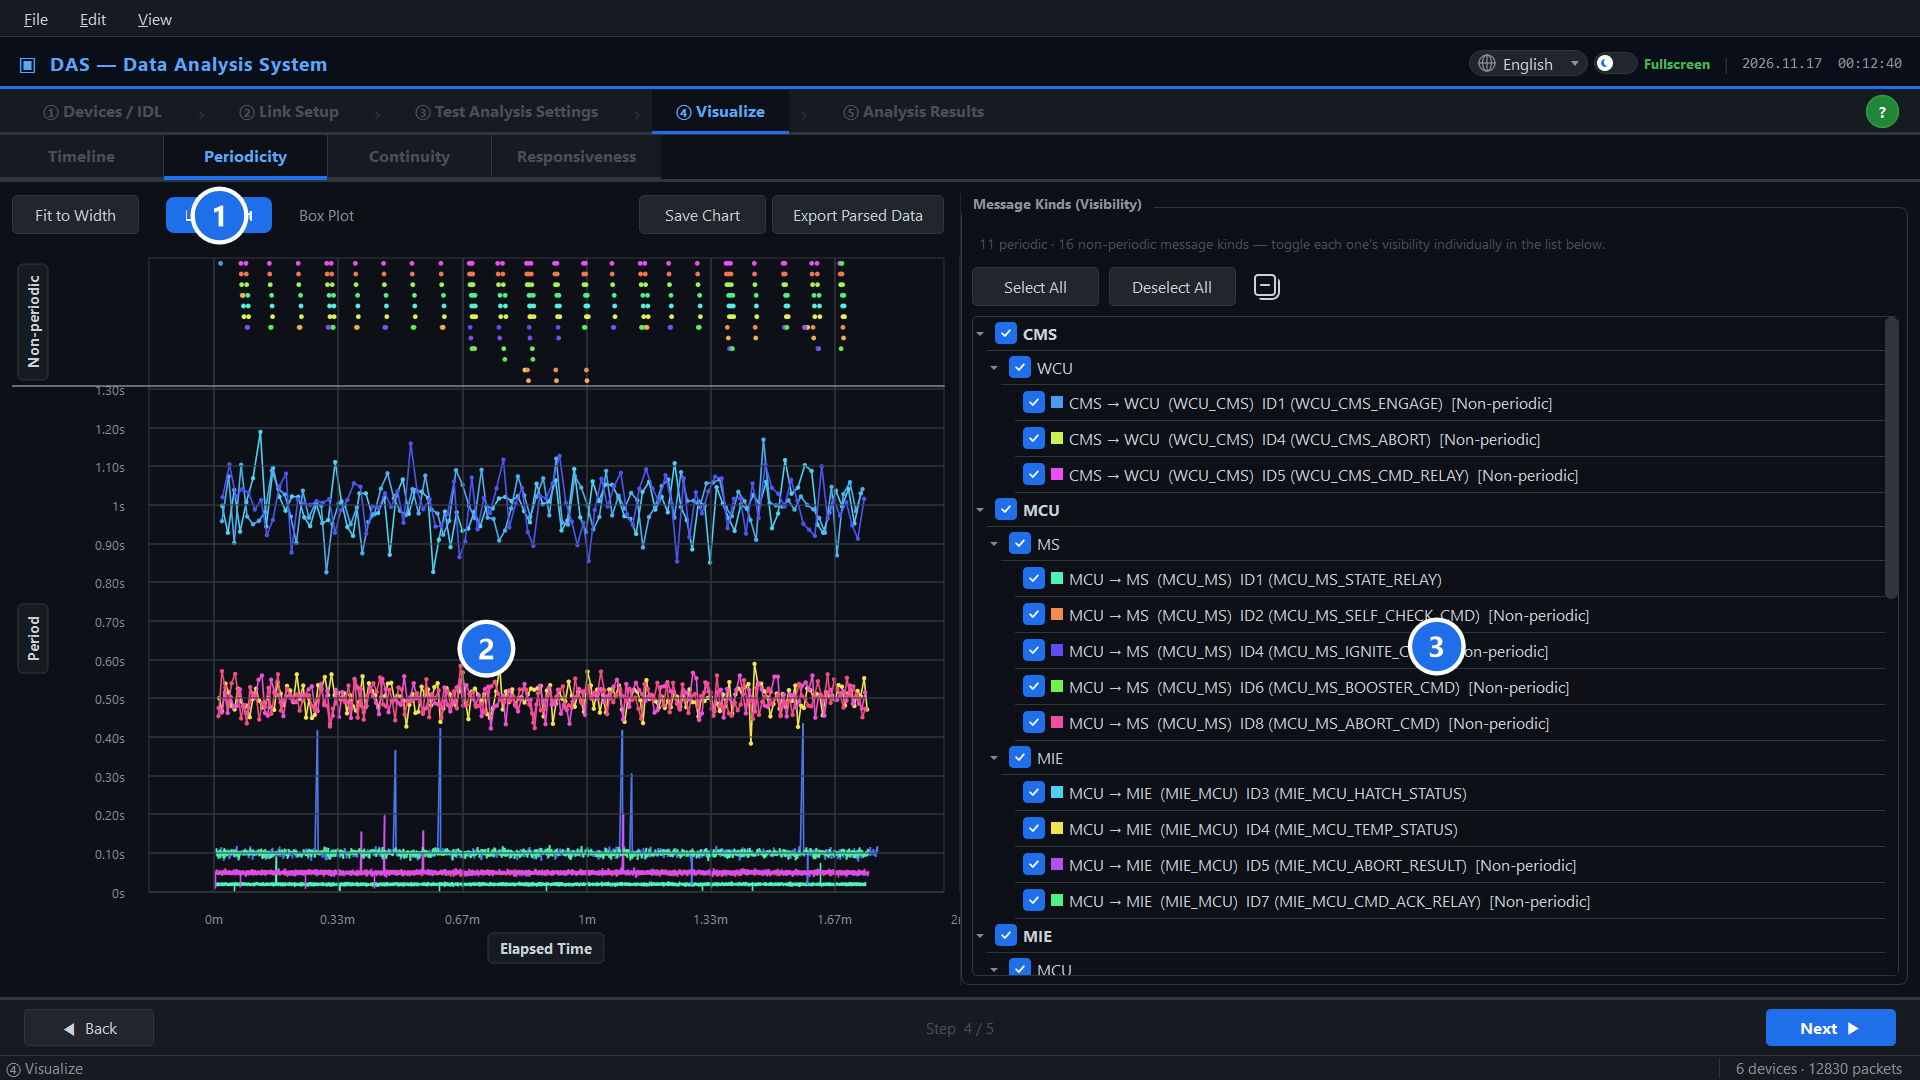 File Edit View
DAS — Data Analysis System
English Fullscreen | 2026.11.17 00:12:40
① Devices / IDL › ② Link Setup › ③ Test Analysis Settings › ④ Visualize › ⑤ Analysis Results ?
Timeline Periodicity Continuity Responsiveness
Fit to Width 1 Box Plot Save Chart Export Parsed Data
Non-periodic
1.30s
1.20s
1.10s
1s
0.90s
0.80s
0.70s
0.60s
0.50s
0.40s
0.30s
0.20s
0.10s
0s
Period
2
0m 0.33m 0.67m 1m 1.33m 1.67m
Elapsed Time
Message Kinds (Visibility)
11 periodic · 16 non-periodic message kinds — toggle each one's visibility individually in the list below.
Select All Deselect All
CMS
WCU
CMS → WCU (WCU_CMS) ID1 (WCU_CMS_ENGAGE) [Non-periodic]
CMS → WCU (WCU_CMS) ID4 (WCU_CMS_ABORT) [Non-periodic]
CMS → WCU (WCU_CMS) ID5 (WCU_CMS_CMD_RELAY) [Non-periodic]
MCU
MS
MCU → MS (MCU_MS) ID1 (MCU_MS_STATE_RELAY)
MCU → MS (MCU_MS) ID2 (MCU_MS_SELF_CHECK_CMD) [Non-periodic]
MCU → MS (MCU_MS) ID4 (MCU_MS_IGNITE_C 3 on-periodic]
MCU → MS (MCU_MS) ID6 (MCU_MS_BOOSTER_CMD) [Non-periodic]
MCU → MS (MCU_MS) ID8 (MCU_MS_ABORT_CMD) [Non-periodic]
MIE
MCU → MIE (MIE_MCU) ID3 (MIE_MCU_HATCH_STATUS)
MCU → MIE (MIE_MCU) ID4 (MIE_MCU_TEMP_STATUS)
MCU → MIE (MIE_MCU) ID5 (MIE_MCU_ABORT_RESULT) [Non-periodic]
MCU → MIE (MIE_MCU) ID7 (MIE_MCU_CMD_ACK_RELAY) [Non-periodic]
MIE
MCU
◀ Back Step 4 / 5 Next ▶
④ Visualize 6 devices · 12830 packets